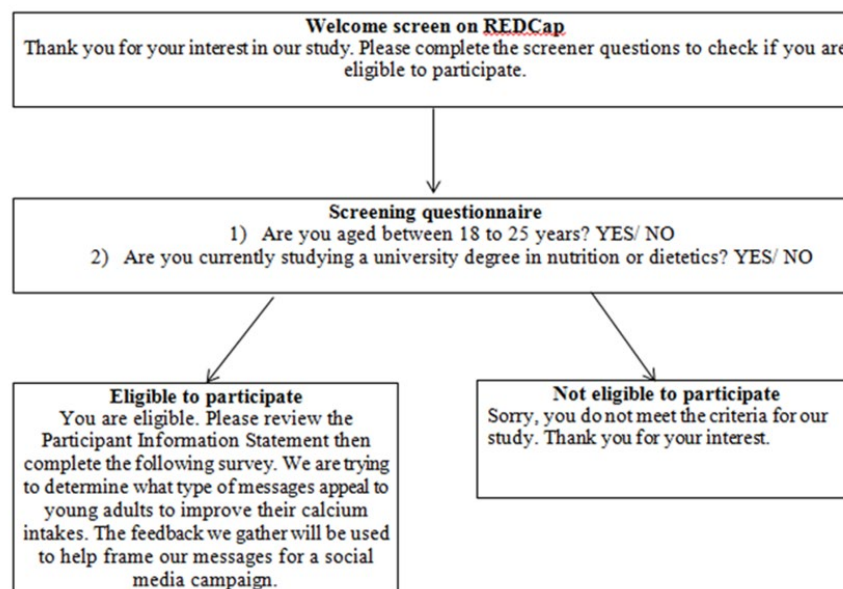 Welcome screen on REDCap
Thank you for your interest in our study. Please complete the screener questions to check if you are
eligible to participate.
Screening questionnaire
1) Are you aged between 18 to 25 years? YES/ NO
2) Are you currently studying a university degree in nutrition or dietetics? YES/ NO
Eligible to participate
You are eligible. Please review the
Participant Information Statement then
complete the following survey. We are trying
to determine what type of messages appeal to
young adults to improve their calcium
intakes. The feedback we gather will be used
to help frame our messages for a social
media campaign.
Not eligible to participate
Sorry, you do not meet the criteria for our
study. Thank you for your interest.